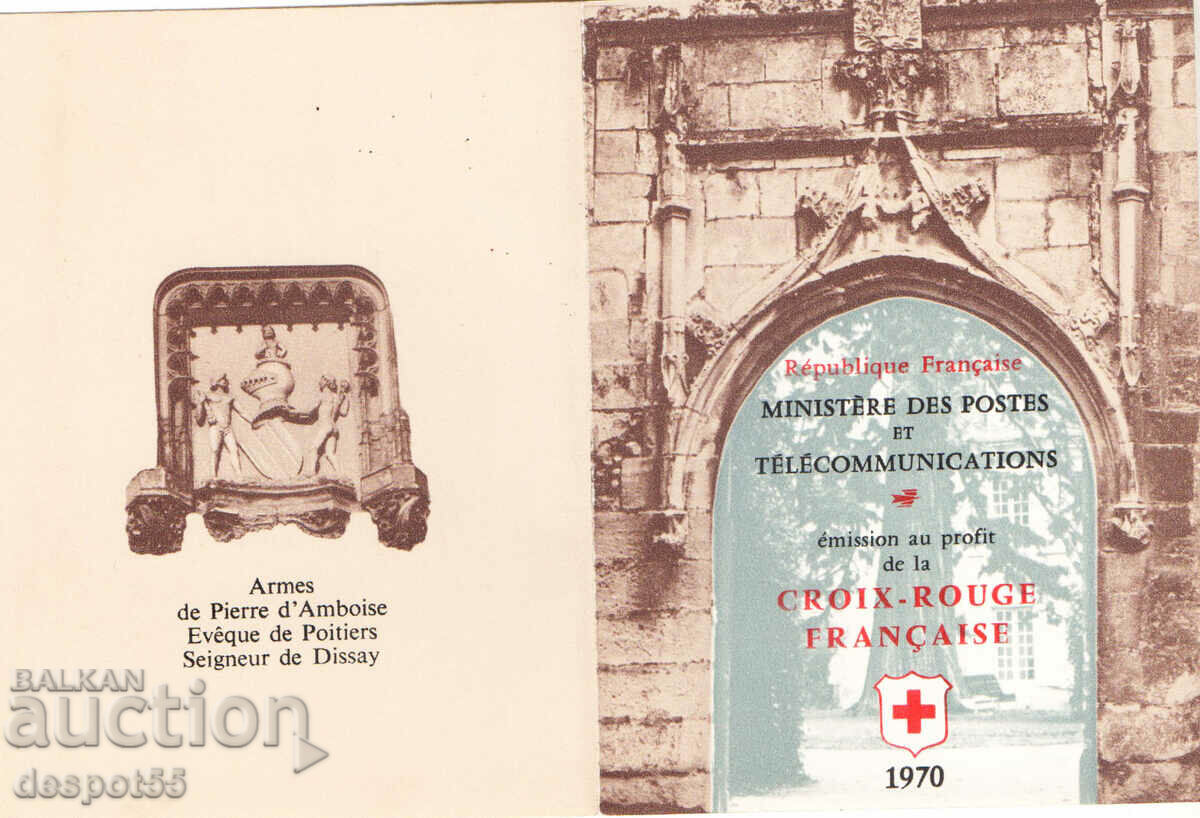 Armes
de Pierre d'Amboise
Evêque de Poitiers
Seigneur de Dissay
BALKAN
auction
despot55
République Française
MINISTÈRE DES POSTES
ET
TÉLÉCOMMUNICATIONS
émission au profit
de la
CROIX-ROUGE
FRANÇAISE
1970